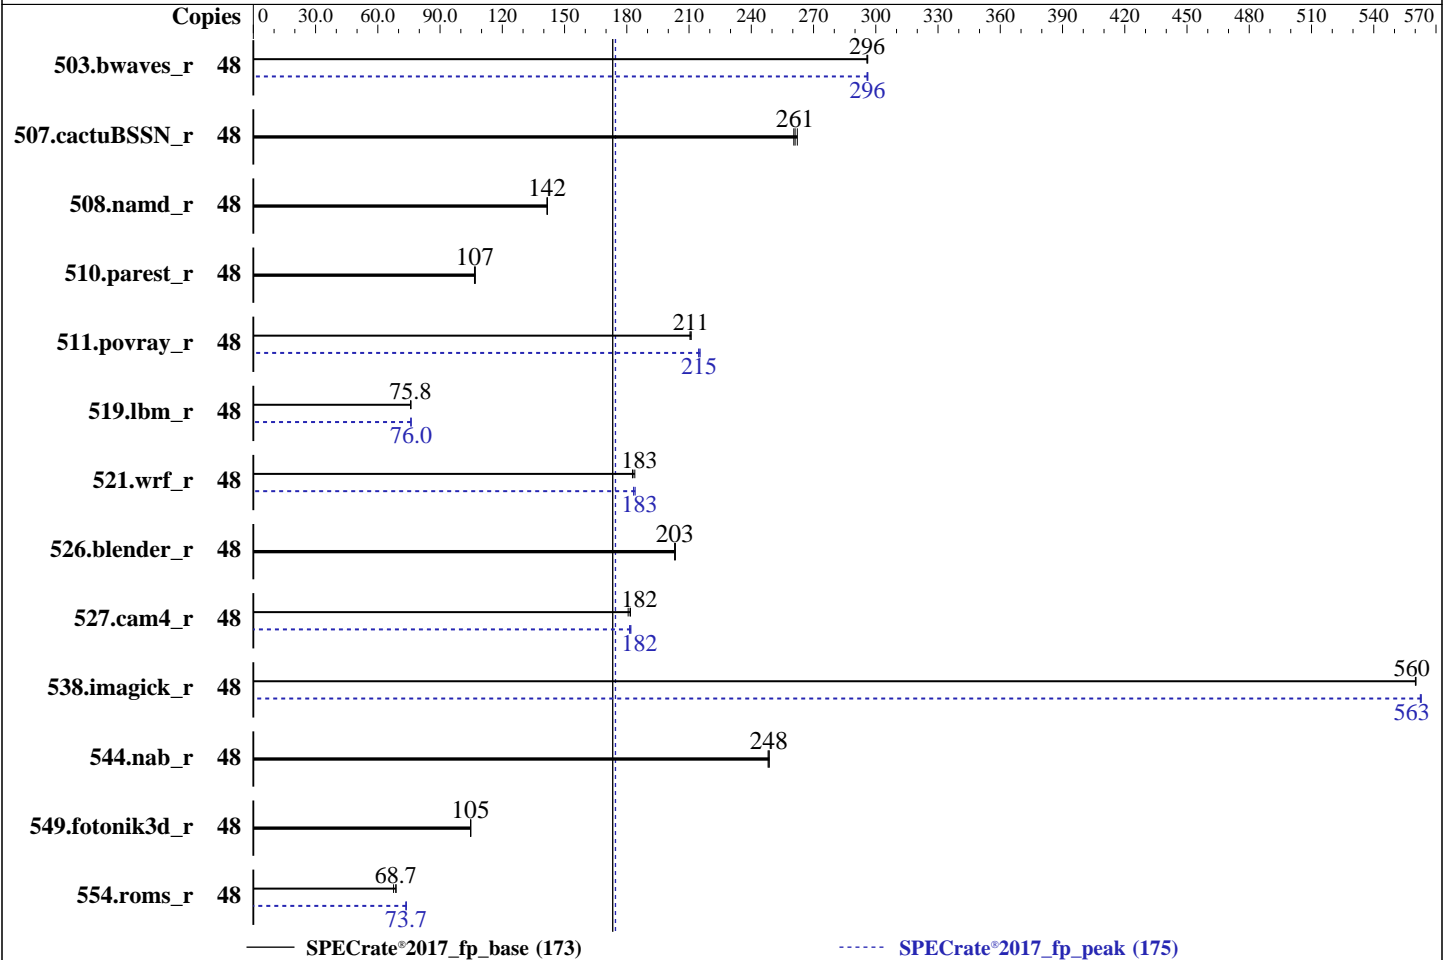 Copies 0 30.0 60.0 90.0 120 150 180 210 240 270 300 330 360 390 420 450 480 510 540 570
296
503.bwaves_r 48
296
261
507.cactuBSSN_r 48
142
508.namd_r 48
107
510.parest_r 48
211
511.povray_r 48
215
75.8
519.lbm_r 48
76.0
183
521.wrf_r 48
183
203
526.blender_r 48
182
527.cam4_r 48
182
560
538.imagick_r 48
563
248
544.nab_r 48
105
549.fotonik3d_r 48
68.7
554.roms_r 48
73.7
SPECrate®2017_fp_base (173) SPECrate®2017_fp_peak (175)